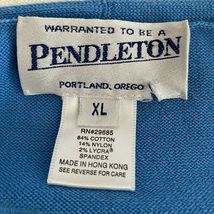 WARRANTED TO BE A
PENDLETON
PORTLAND, OREGO
XL
RN#29685
84% COTTON
14% NYLON
2% LYCRA®
SPANDEX
MADE IN HONG KONG
SEE REVERSE FOR CARE